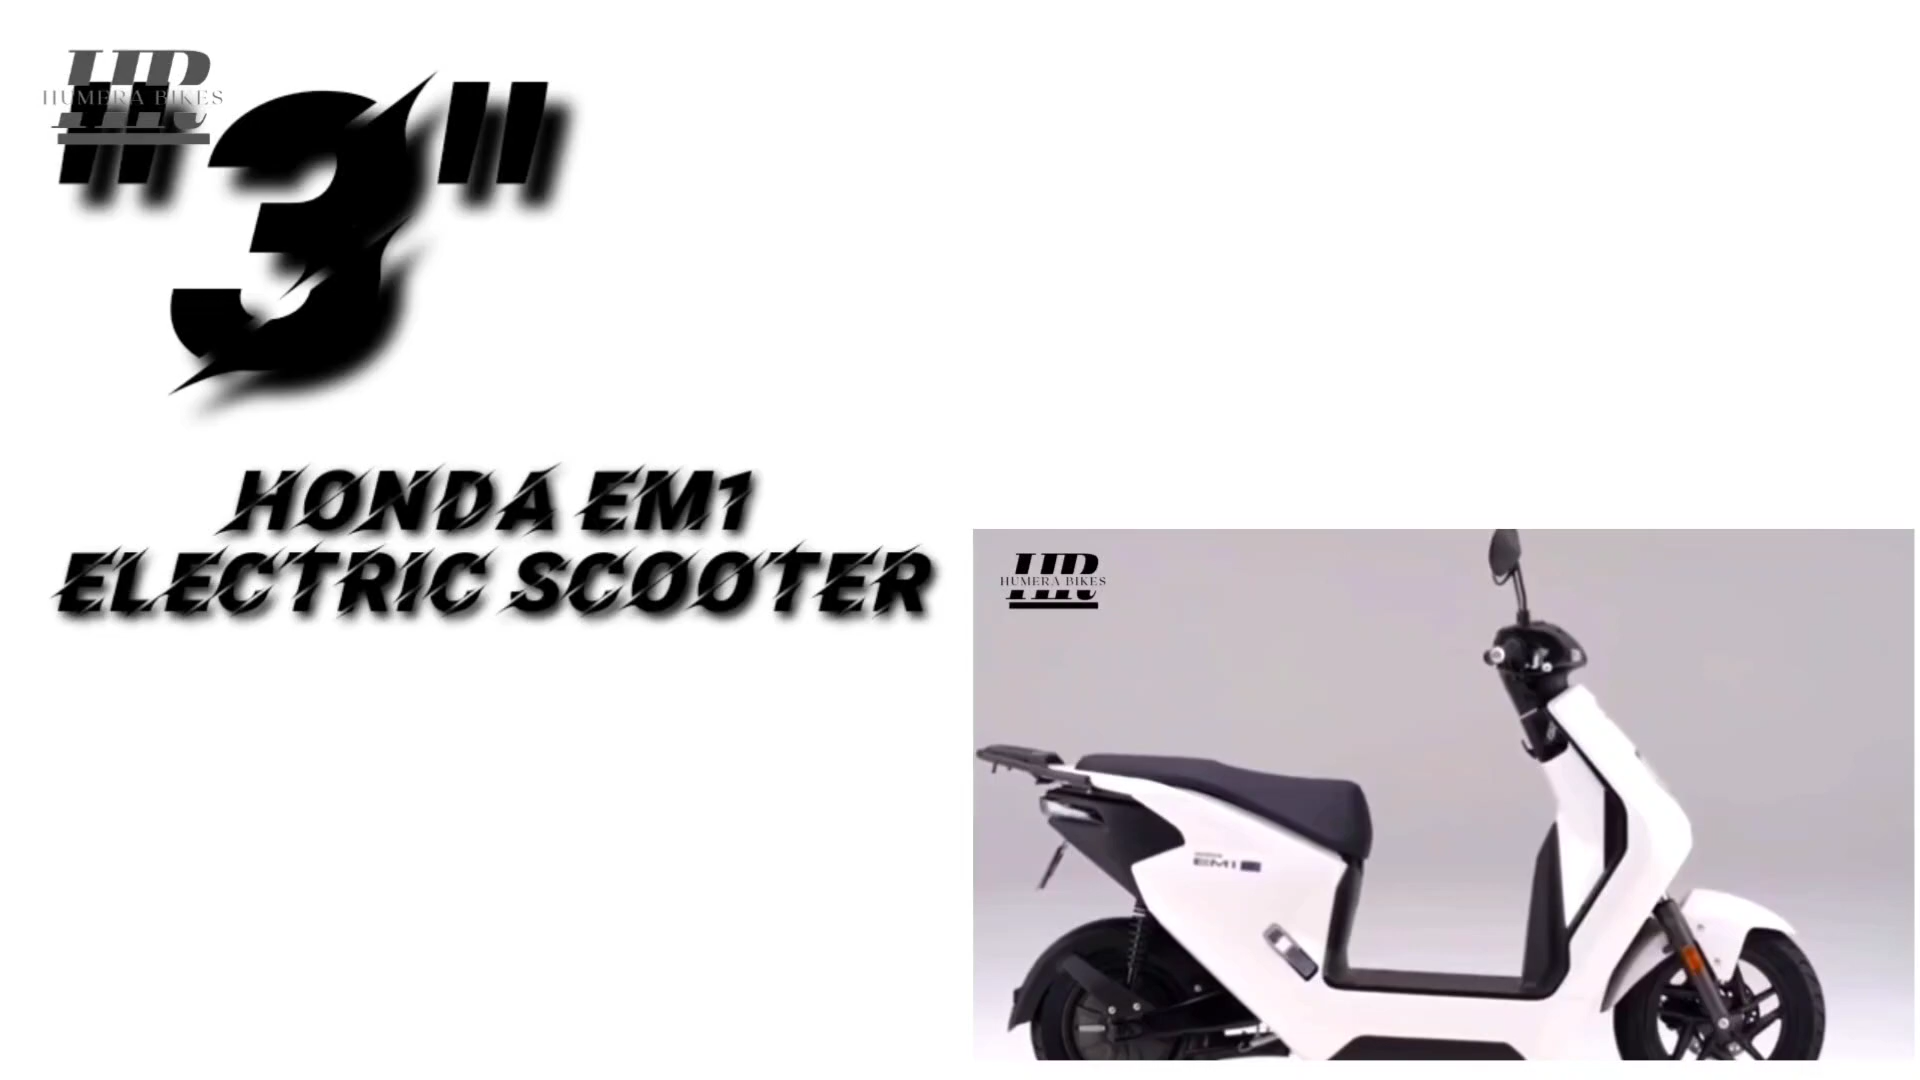 HR
HUMERA BIKES
"3"
HONDA EM1
ELECTRIC SCOOTER
HR
HUMERA BIKES
EM1